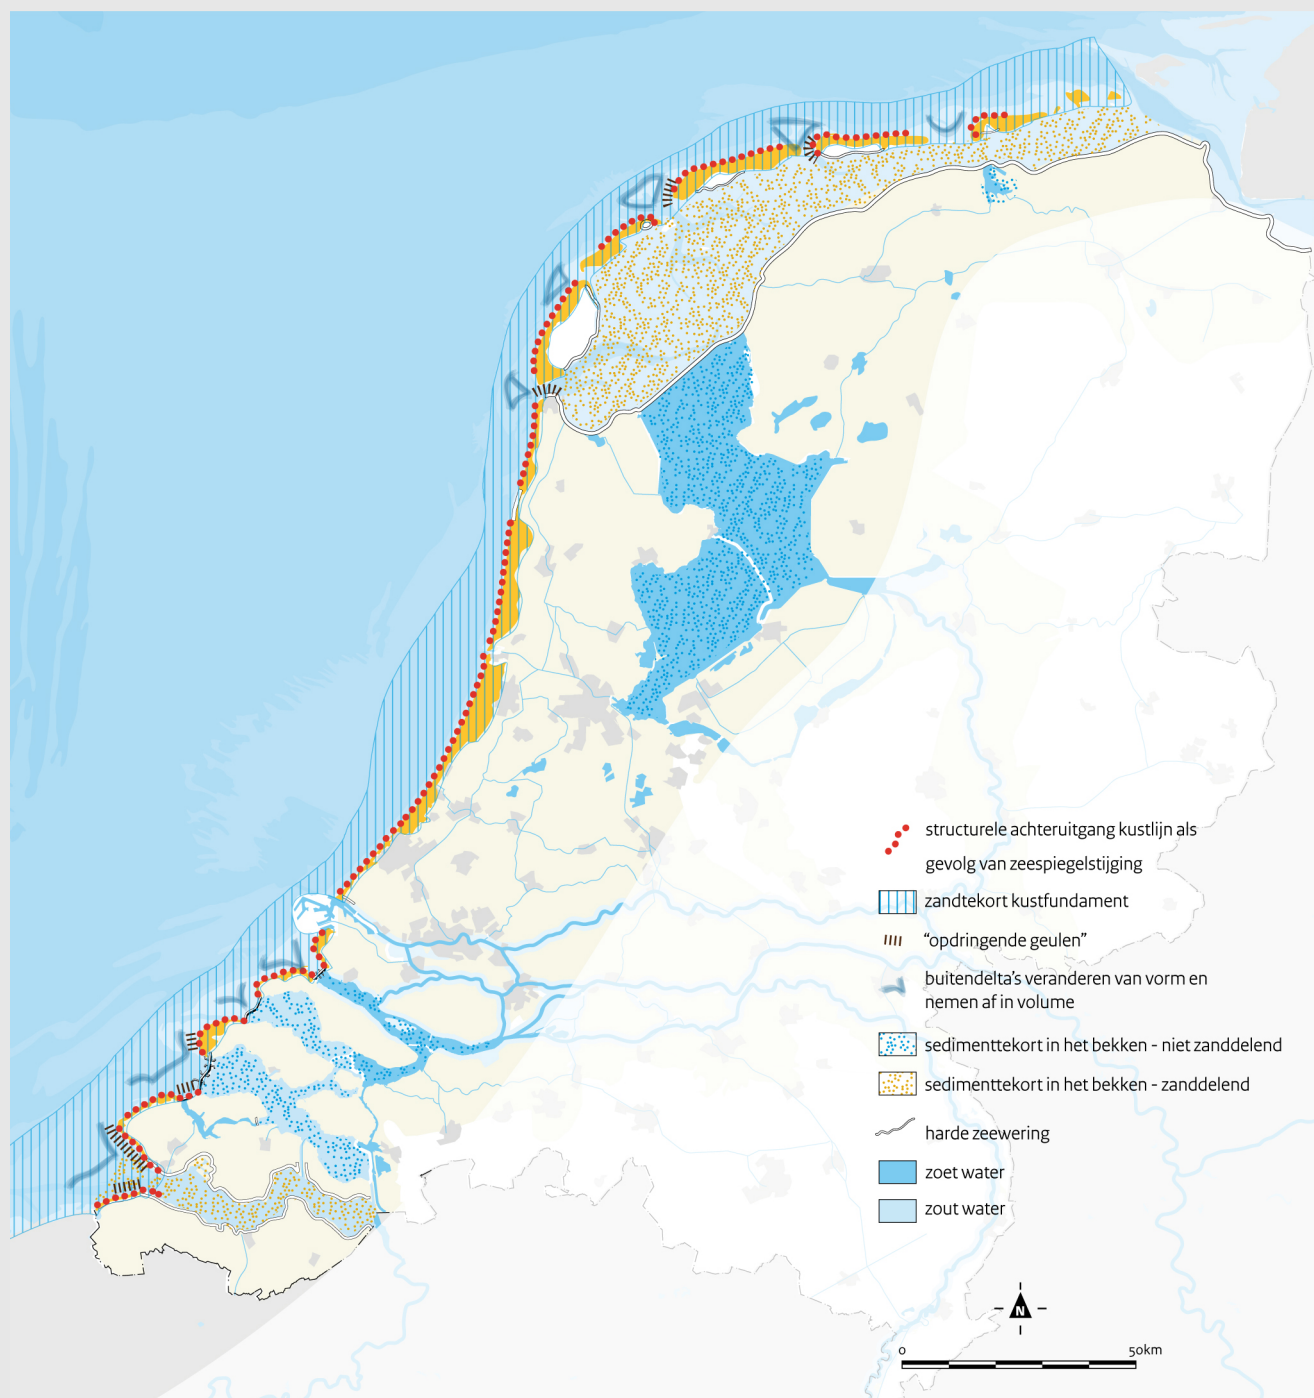 structurele achteruitgang kustlijn als
gevolg van zeespiegelstijging
zandtekort kustfundament
“opdringende geulen”
buitendelta's veranderen van vorm en
nemen af in volume
sedimenttekort in het bekken - niet zanddelend
sedimenttekort in het bekken - zanddelend
harde zeewering
zoet water
zout water
N
0 50km